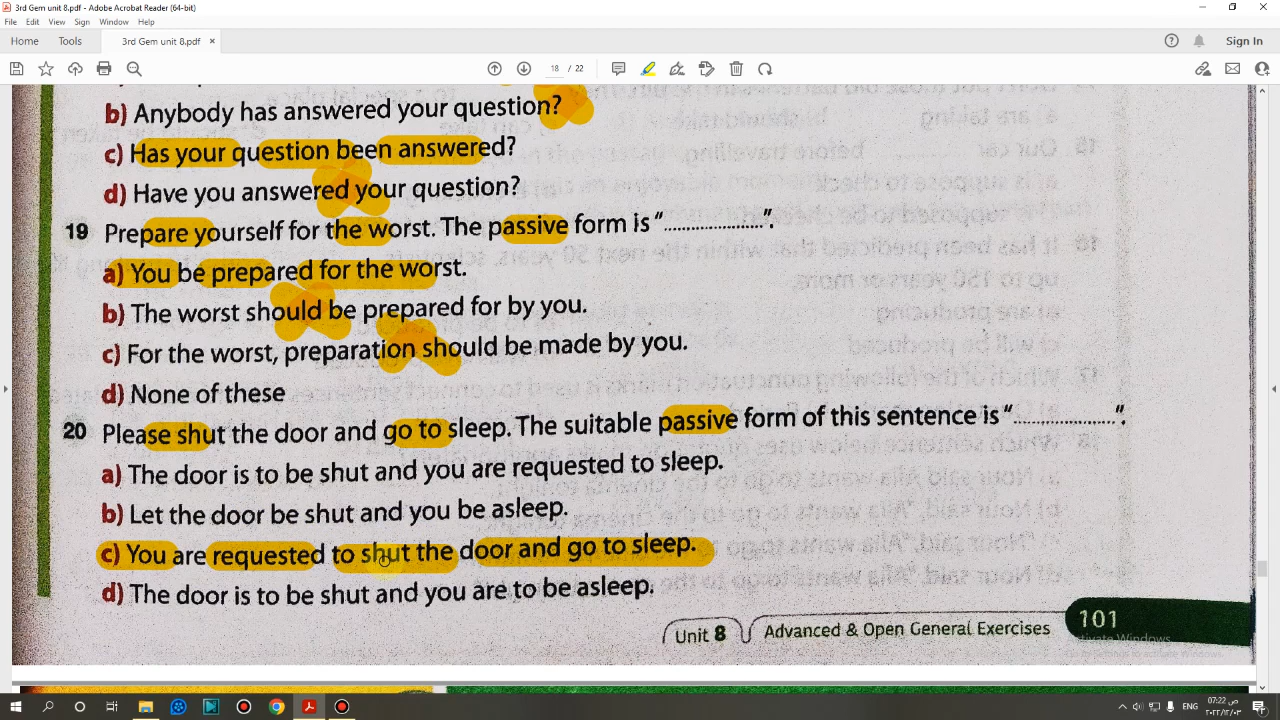 3rd Gem unit 8.pdf - Adobe Acrobat Reader (64-bit)
File Edit View Sign Window Help
Home Tools 3rd Gem unit 8.pdf × Sign In
18 / 22
b) Anybody has answered your question?
c) Has your question been answered?
d) Have you answered your question?
19 Prepare yourself for the worst. The passive form is “.....................”.
a) You be prepared for the worst.
b) The worst should be prepared for by you.
c) For the worst, preparation should be made by you.
d) None of these
20 Please shut the door and go to sleep. The suitable passive form of this sentence is “.....................”.
a) The door is to be shut and you are requested to sleep.
b) Let the door be shut and you be asleep.
c) You are requested to shut the door and go to sleep.
d) The door is to be shut and you are to be asleep.
Unit 8 Advanced & Open General Exercises 101
ENG 07:22 ص
٢٠٢٢/١٢/٠٣